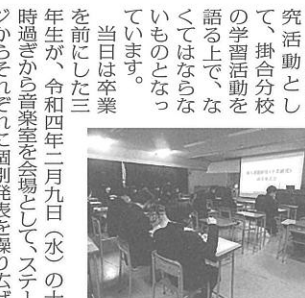 究活動とし
て、掛合分校
の学習活動を
語る上で、な
くてはならな
いものとなっ
ています。
当日は卒業
を前にした三
年生が、令和四年二月九日（水）の十
時過ぎから音楽室を会場として、ステー
ジからそれぞれに個別発表を繰り広げ